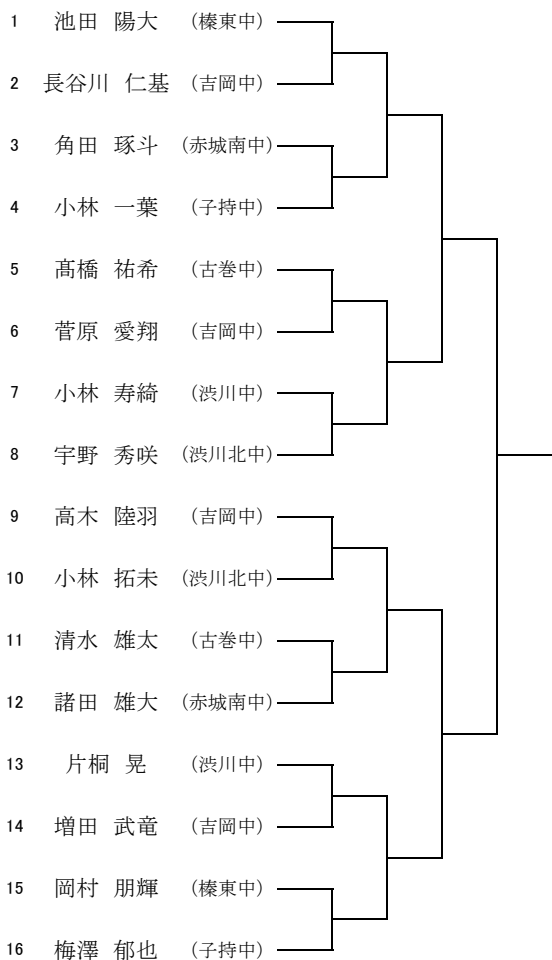 1 池田 陽大 (榛東中)
2 長谷川 仁基 (吉岡中)
3 角田 琢斗 (赤城南中)
4 小林 一葉 (子持中)
5 髙橋 祐希 (古巻中)
6 菅原 愛翔 (吉岡中)
7 小林 寿綺 (渋川中)
8 宇野 秀咲 (渋川北中)
9 高木 陸羽 (吉岡中)
10 小林 拓未 (渋川北中)
11 清水 雄太 (古巻中)
12 諸田 雄大 (赤城南中)
13 片桐 晃 (渋川中)
14 増田 武竜 (吉岡中)
15 岡村 朋輝 (榛東中)
16 梅澤 郁也 (子持中)